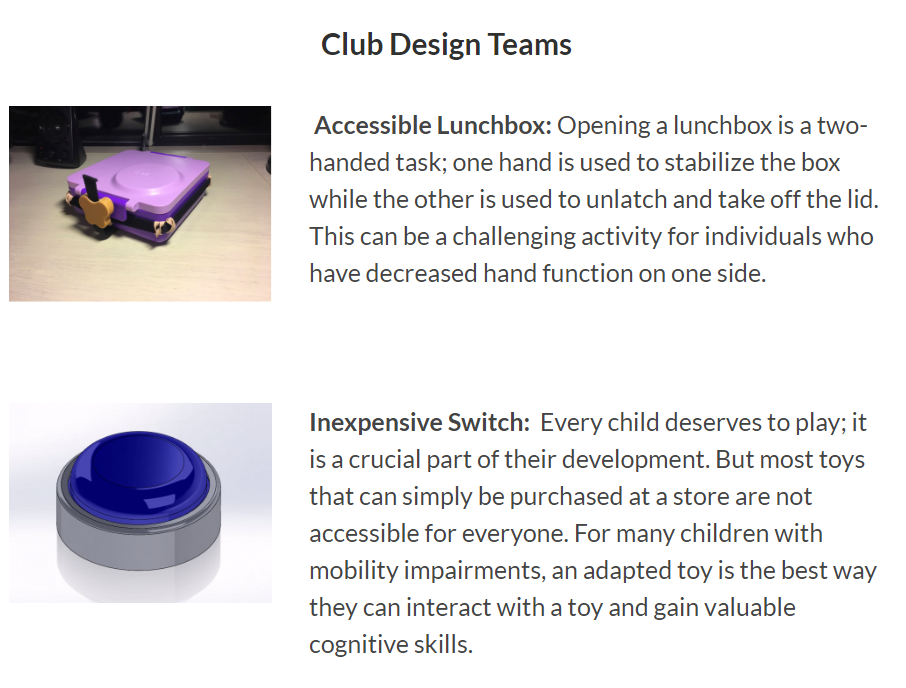 Club Design Teams
Accessible Lunchbox: Opening a lunchbox is a two-
handed task; one hand is used to stabilize the box
while the other is used to unlatch and take off the lid.
This can be a challenging activity for individuals who
have decreased hand function on one side.
Inexpensive Switch: Every child deserves to play; it
is a crucial part of their development. But most toys
that can simply be purchased at a store are not
accessible for everyone. For many children with
mobility impairments, an adapted toy is the best way
they can interact with a toy and gain valuable
cognitive skills.